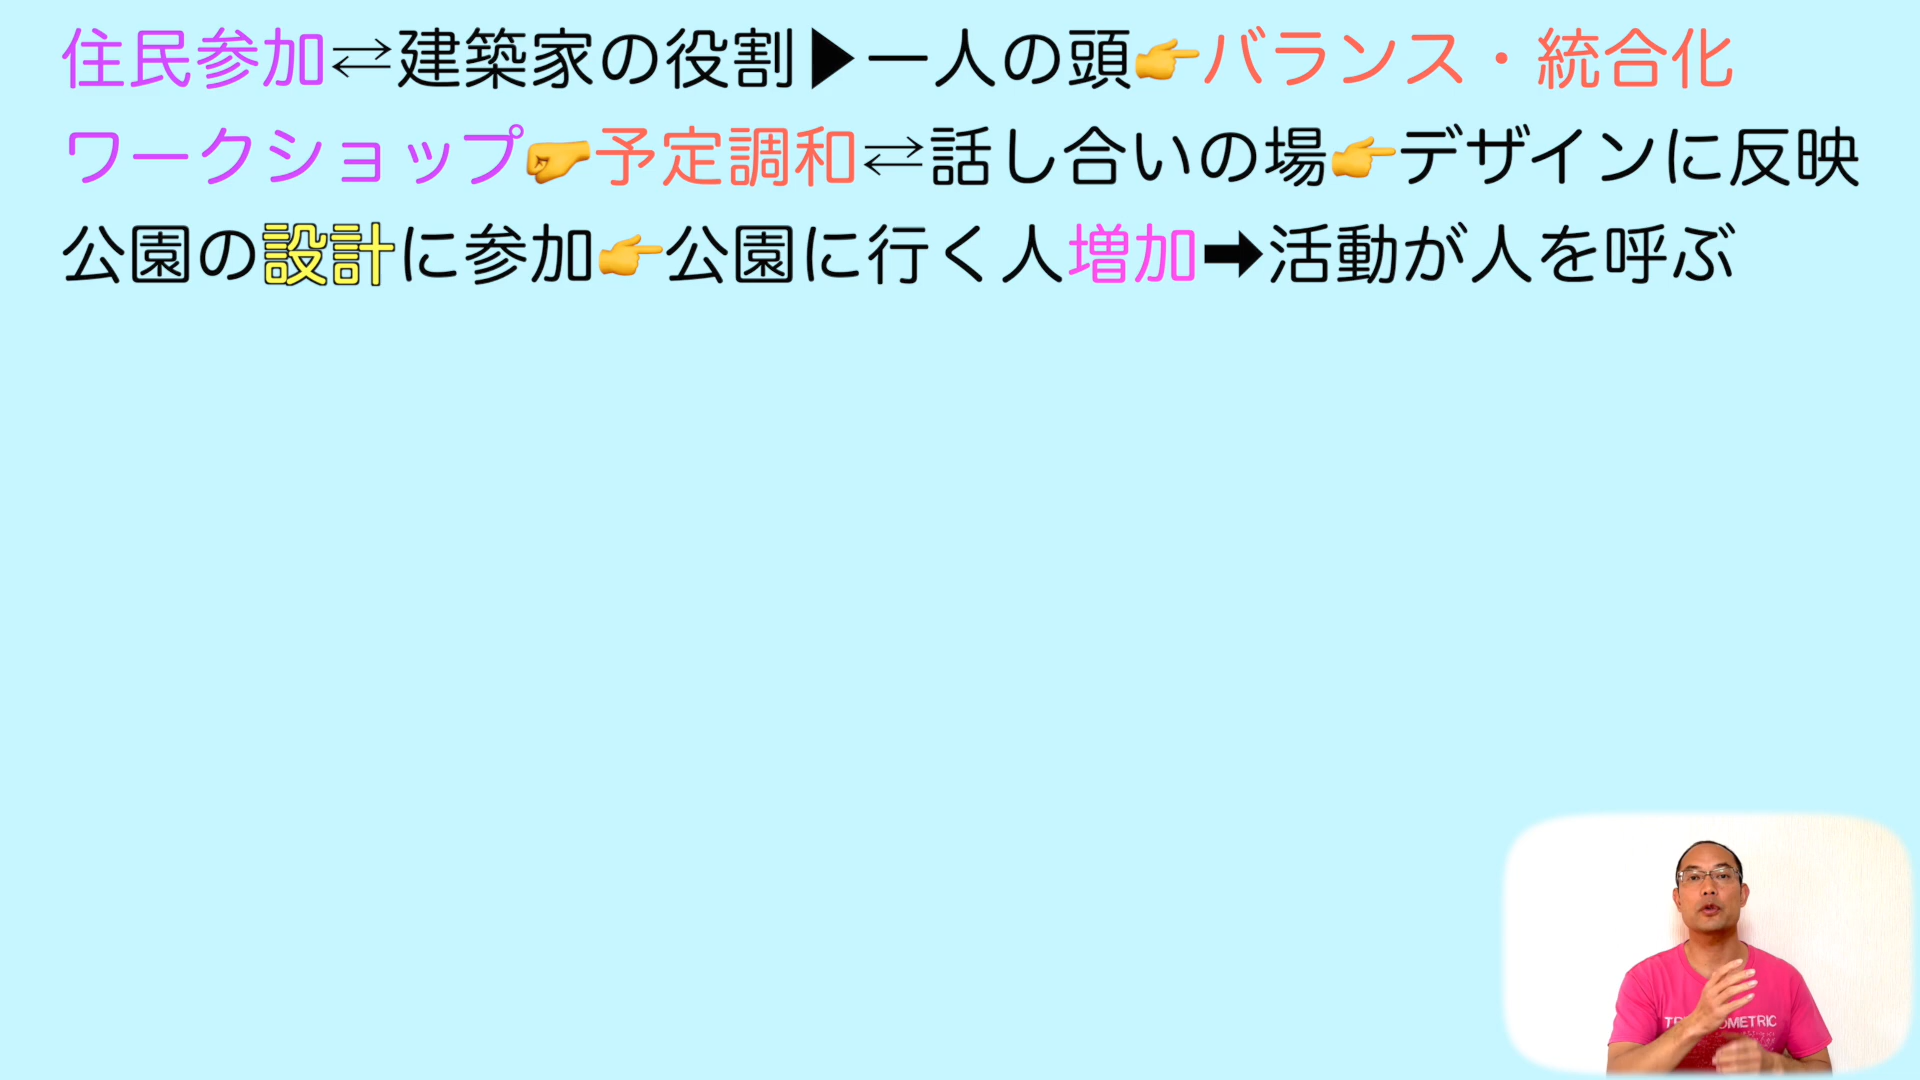 住民参加⇄建築家の役割▶一人の頭👉バランス・統合化
ワークショップ🤛予定調和⇄話し合いの場👉デザインに反映
公園の設計に参加👉公園に行く人増加➡活動が人を呼ぶ